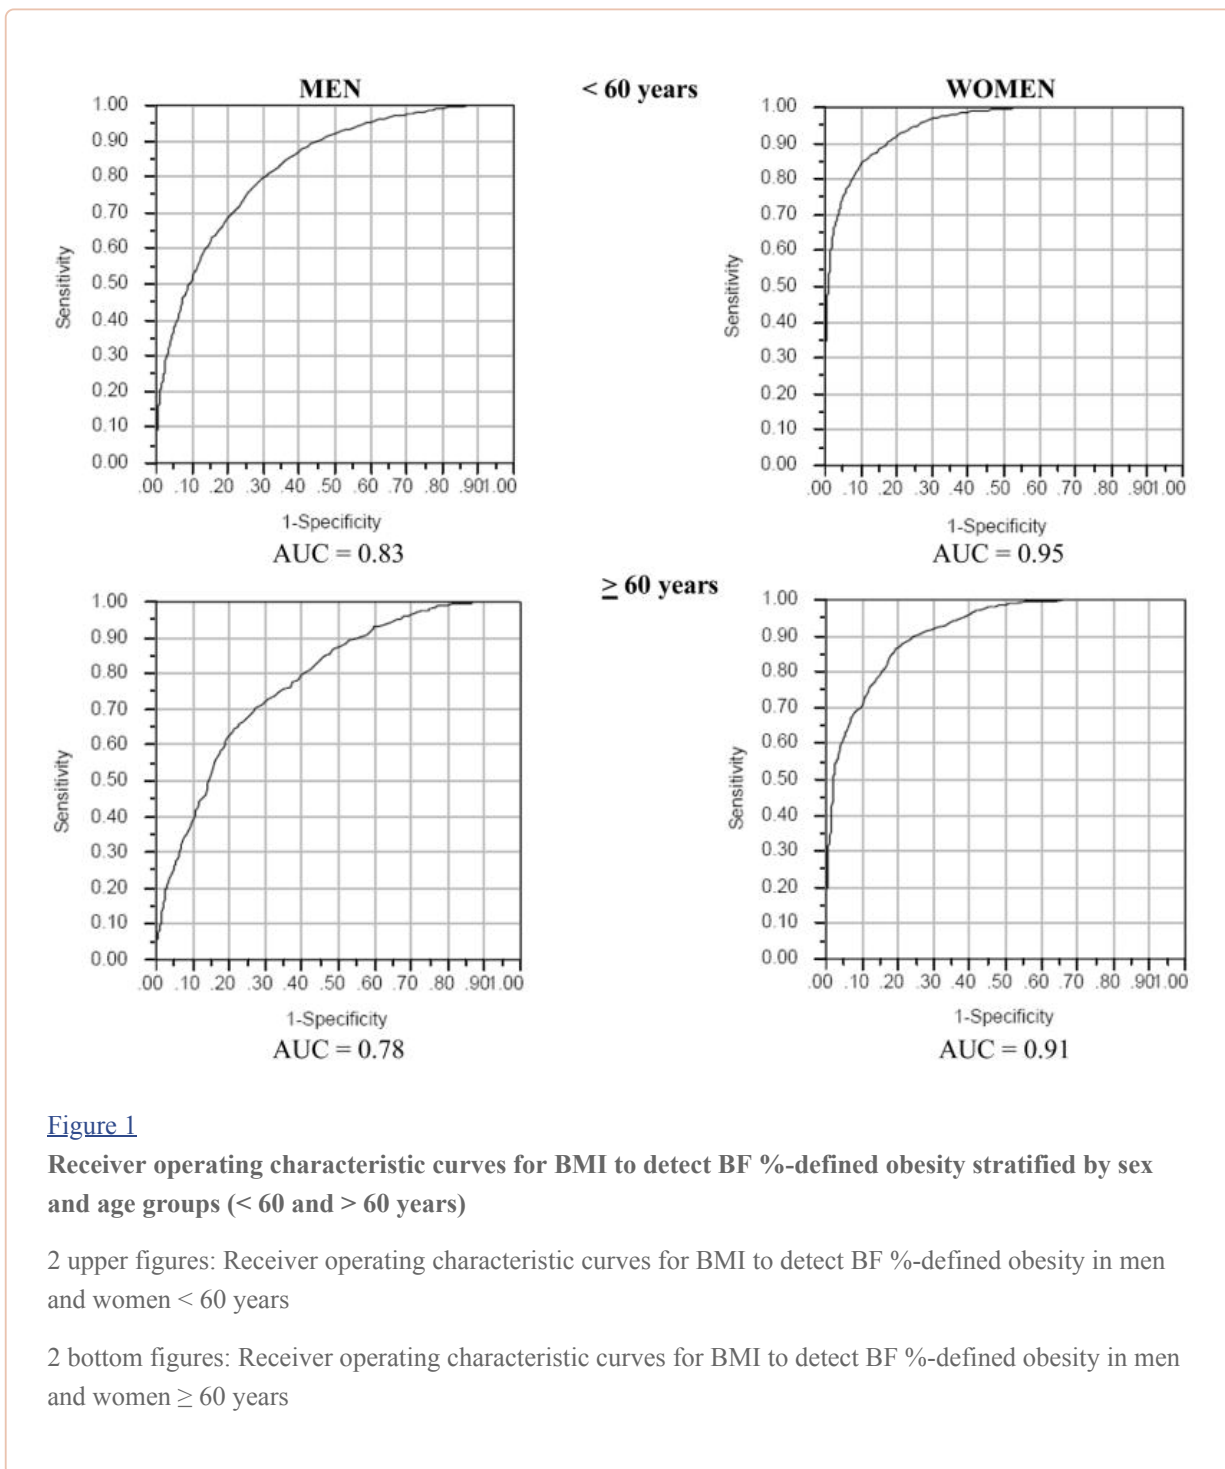 MEN
< 60 years
WOMEN
1.00
0.90
0.80
0.70
0.60
0.50
0.40
0.30
0.20
0.10
0.00
Sensitivity
.00 .10 .20 .30 .40 .50 .60 .70 .80 .901.00
1-Specificity
AUC = 0.83
1.00
0.90
0.80
0.70
0.60
0.50
0.40
0.30
0.20
0.10
0.00
Sensitivity
.00 .10 .20 .30 .40 .50 .60 .70 .80 .901.00
1-Specificity
AUC = 0.95
≥ 60 years
1.00
0.90
0.80
0.70
0.60
0.50
0.40
0.30
0.20
0.10
0.00
Sensitivity
.00 .10 .20 .30 .40 .50 .60 .70 .80 .901.00
1-Specificity
AUC = 0.78
1.00
0.90
0.80
0.70
0.60
0.50
0.40
0.30
0.20
0.10
0.00
Sensitivity
.00 .10 .20 .30 .40 .50 .60 .70 .80 .901.00
1-Specificity
AUC = 0.91
Figure 1
Receiver operating characteristic curves for BMI to detect BF %-defined obesity stratified by sex
and age groups (< 60 and > 60 years)
2 upper figures: Receiver operating characteristic curves for BMI to detect BF %-defined obesity in men
and women < 60 years
2 bottom figures: Receiver operating characteristic curves for BMI to detect BF %-defined obesity in men
and women ≥ 60 years